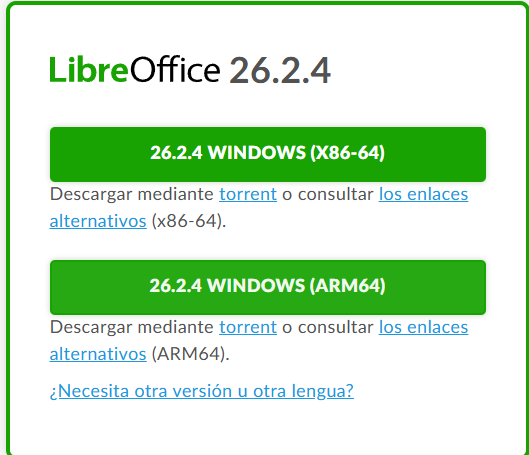 LibreOffice 26.2.4
26.2.4 WINDOWS (X86-64)
Descargar mediante torrent o consultar los enlaces
alternativos (x86-64).
26.2.4 WINDOWS (ARM64)
Descargar mediante torrent o consultar los enlaces
alternativos (ARM64).
¿Necesita otra versión u otra lengua?